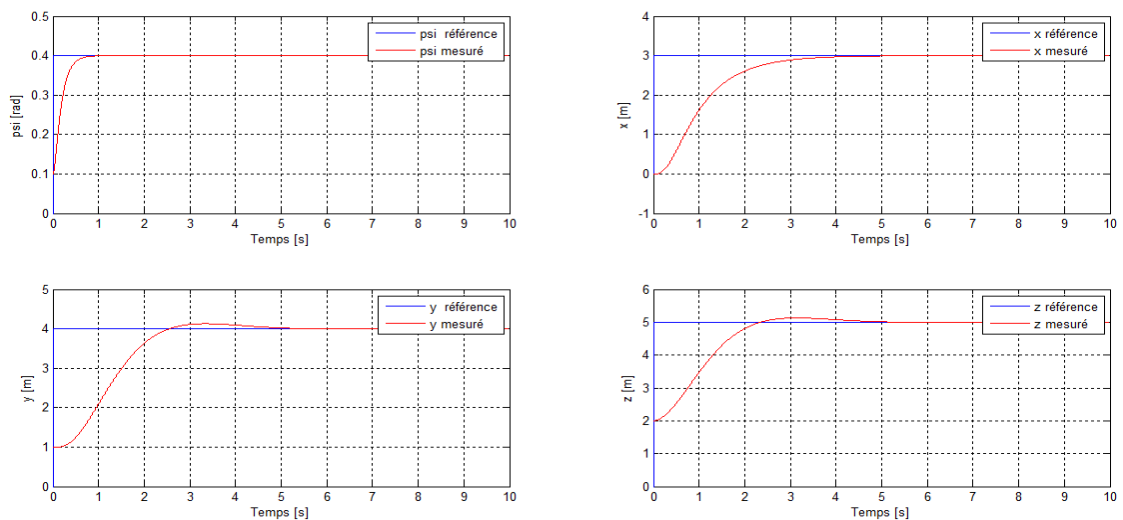 0.5
0.4
0.3
0.2
0.1
0
psi [rad]
psi référence
psi mesuré
0 1 2 3 4 5 6 7 8 9 10
Temps [s]
4
3
2
1
0
-1
x [m]
x référence
x mesuré
0 1 2 3 4 5 6 7 8 9 10
Temps [s]
5
4
3
2
1
0
y [m]
y référence
y mesuré
0 1 2 3 4 5 6 7 8 9 10
Temps [s]
6
5
4
3
2
1
0
z [m]
z référence
z mesuré
0 1 2 3 4 5 6 7 8 9 10
Temps [s]